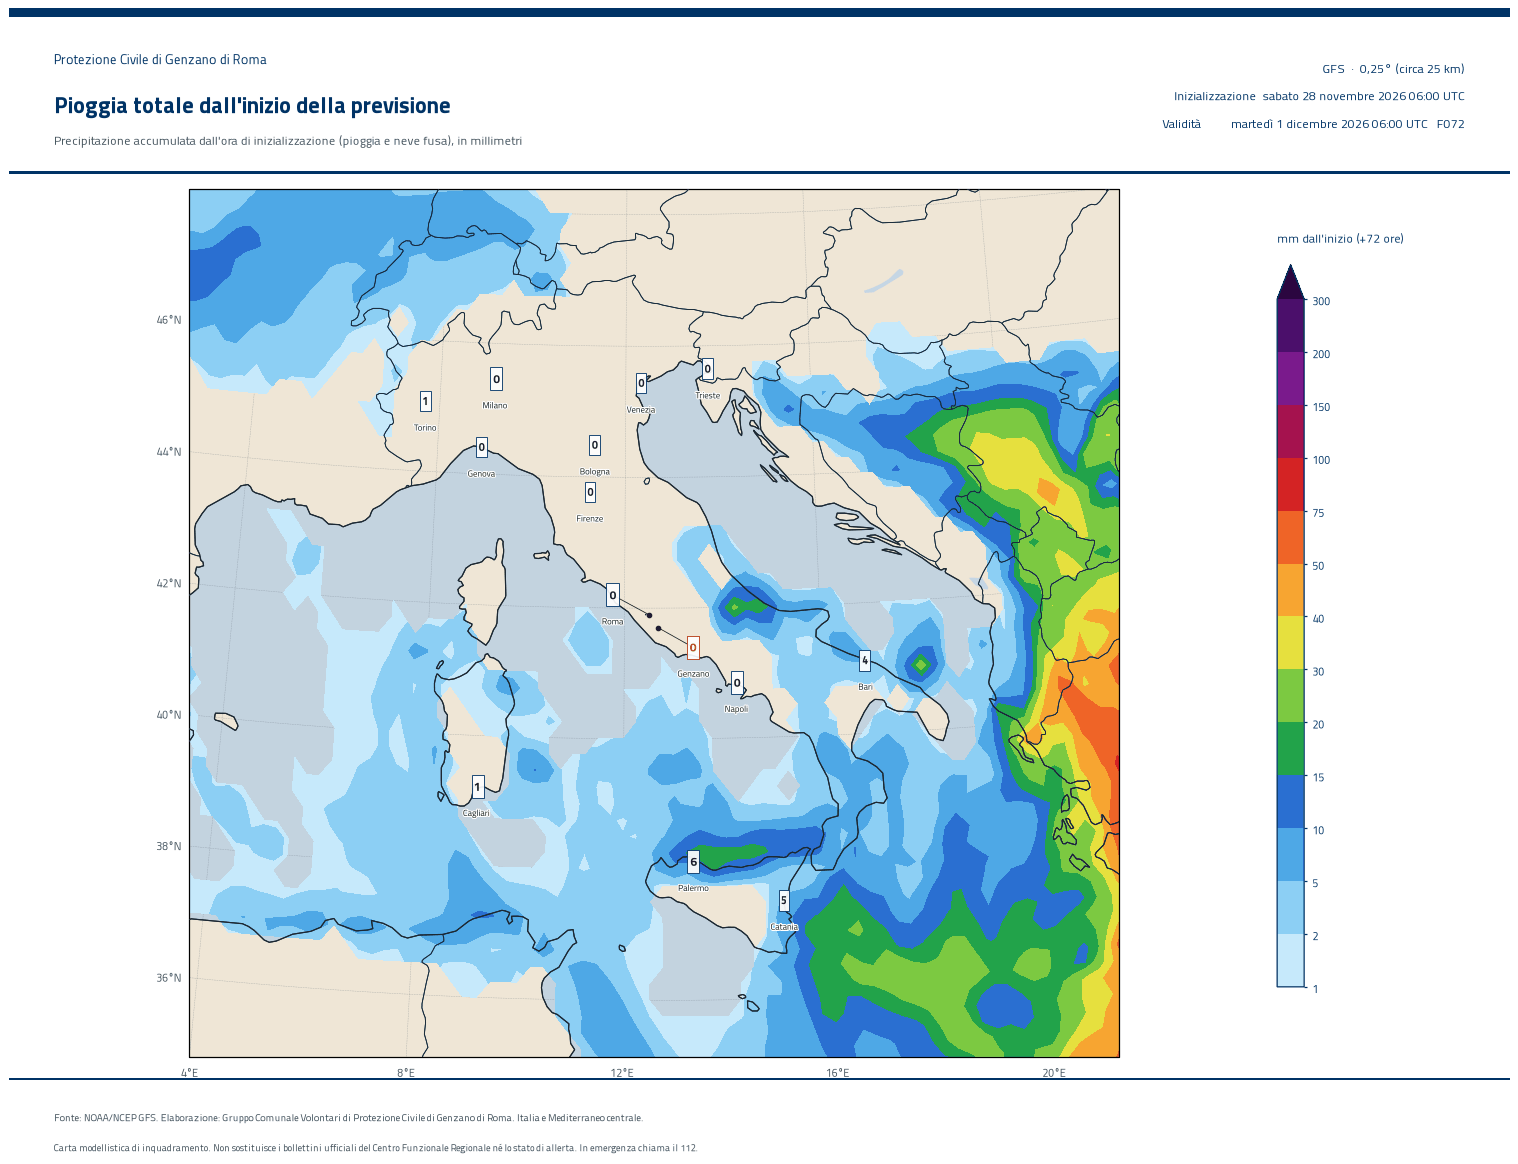 Protezione Civile di Genzano di Roma
Pioggia totale dall'inizio della previsione
Precipitazione accumulata dall'ora di inizializzazione (pioggia e neve fusa), in millimetri
GFS · 0,25° (circa 25 km)
Inizializzazione sabato 28 novembre 2026 06:00 UTC
Validità martedì 1 dicembre 2026 06:00 UTC F072
mm dall'inizio (+72 ore)
300
200
150
100
75
50
40
30
20
15
10
5
2
1
46°N
44°N
42°N
40°N
38°N
36°N
4°E
8°E
12°E
16°E
20°E
0
Trieste
0
Milano
0
Venezia
1
Torino
0
Genova
0
Bologna
0
Firenze
0
Roma
0
Genzano
4
Bari
0
Napoli
1
Cagliari
6
Palermo
5
Catania
Fonte: NOAA/NCEP GFS. Elaborazione: Gruppo Comunale Volontari di Protezione Civile di Genzano di Roma. Italia e Mediterraneo centrale.
Carta modellistica di inquadramento. Non sostituisce i bollettini ufficiali del Centro Funzionale Regionale né lo stato di allerta. In emergenza chiama il 112.